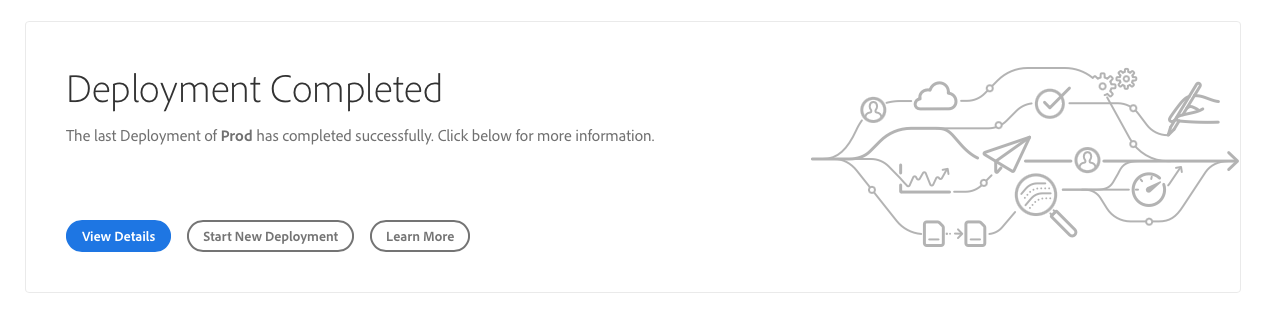 Deployment Completed
The last Deployment of Prod has completed successfully. Click below for more information.
View Details
Start New Deployment
Learn More